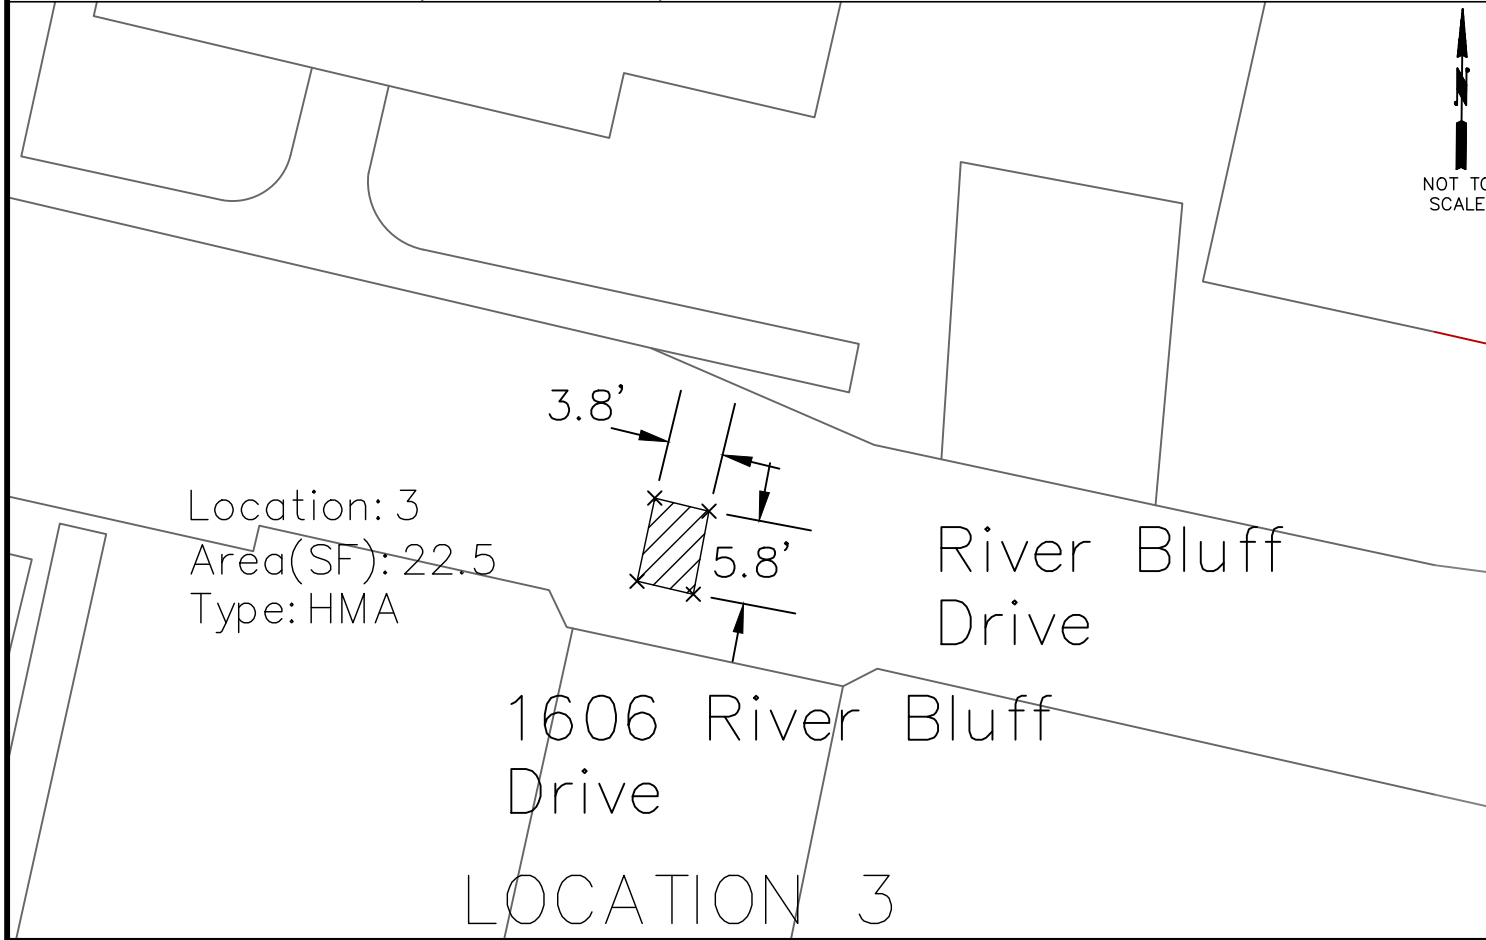 N
NOT TO
SCALE
3.8'
Location: 3
Area(SF): 22.5
Type: HMA
5.8'
River Bluff
Drive
1606 River Bluff
Drive
LOCATION 3